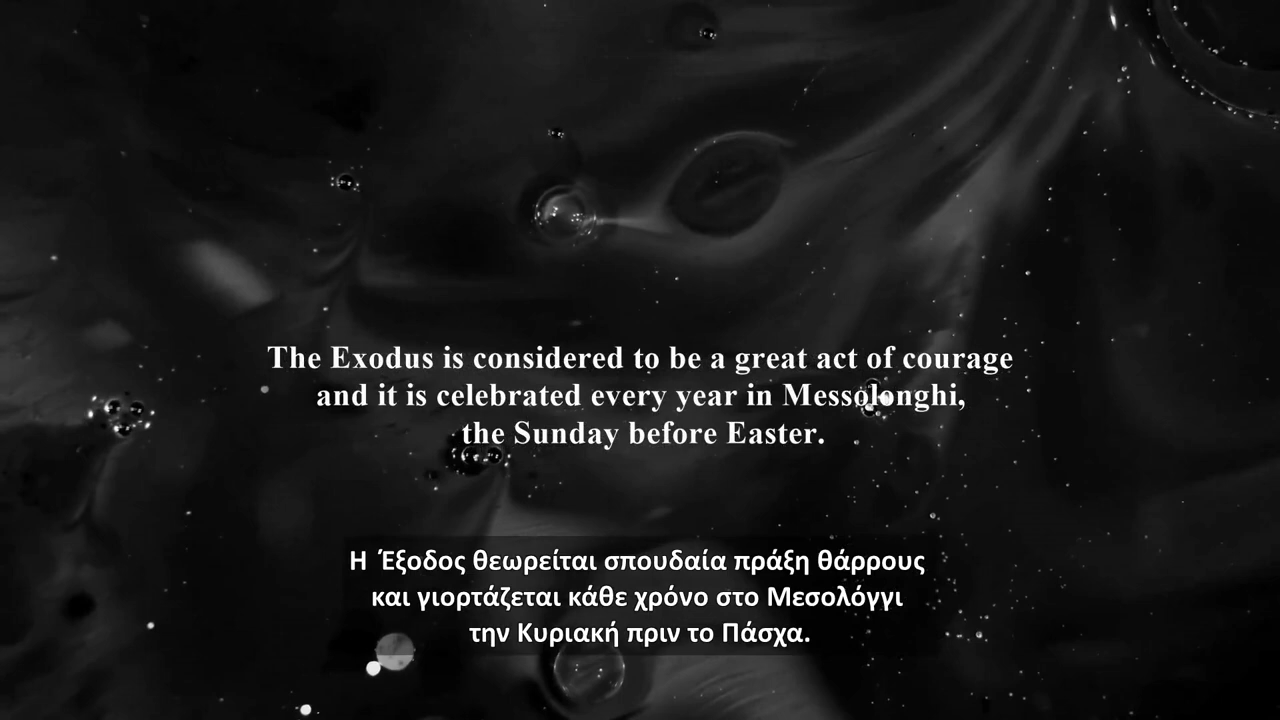 The Exodus is considered to be a great act of courage
and it is celebrated every year in Messolonghi,
the Sunday before Easter.
Η Έξοδος θεωρείται σπουδαία πράξη θάρρους
και γιορτάζεται κάθε χρόνο στο Μεσολόγγι
την Κυριακή πριν το Πάσχα.